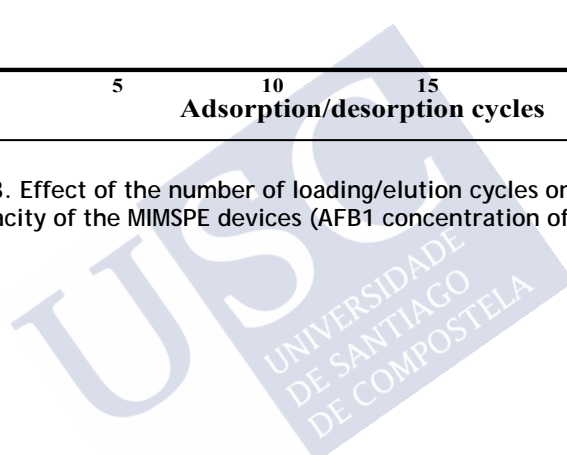 5 10 15
Adsorption/desorption cycles
3. Effect of the number of loading/elution cycles on
acity of the MIMSPE devices (AFB1 concentration of
USC
UNIVERSIDADE
DE SANTIAGO
DE COMPOSTELA